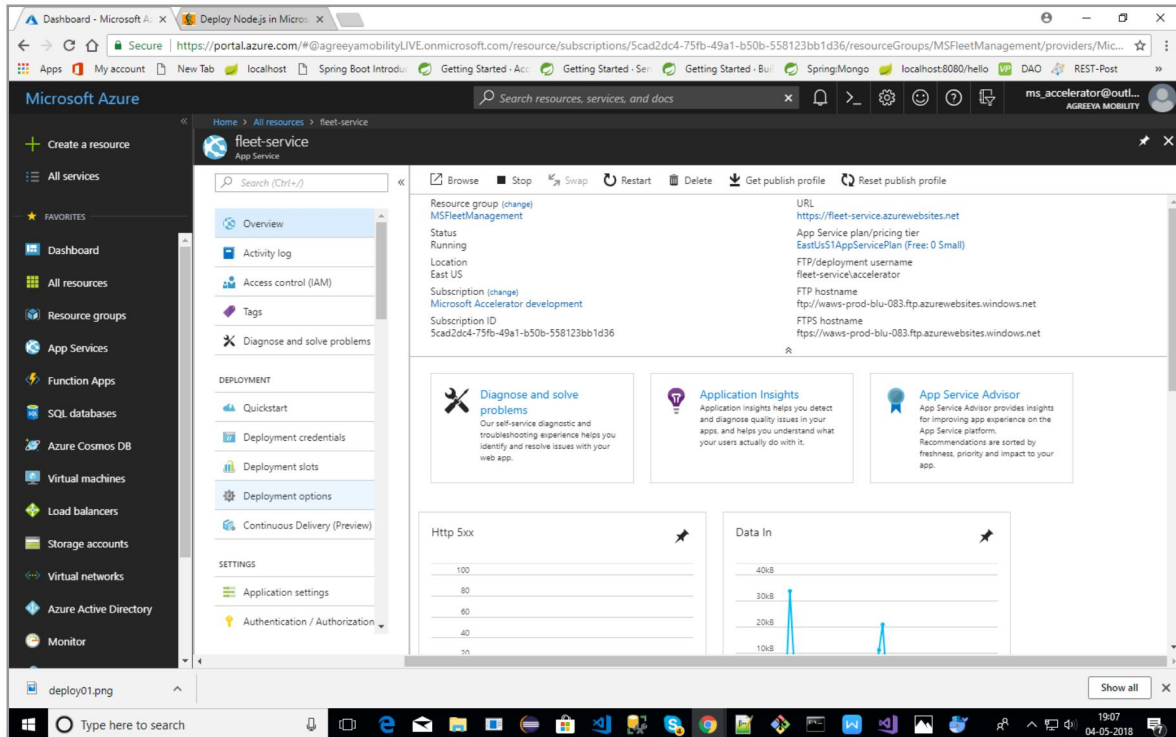 Dashboard - Microsoft A
Deploy Node.js in Micros
Secure
https://portal.azure.com/#@agreeyamobilityLIVE.onmicrosoft.com/resource/subscriptions/5cad2dc4-75fb-49a1-b50b-558123bb1d36/resourceGroups/MSFleetManagement/providers/Mic...
Apps
My account
New Tab
localhost
Spring Boot Introdu
Getting Started · Acc
Getting Started · Ser
Getting Started · Buil
Spring:Mongo
localhost:8080/hello
VP
DAO
REST-Post
»
Microsoft Azure
Search resources, services, and docs
ms_accelerator@outl...
AGREEYA MOBILITY
Home > All resources > fleet-service
fleet-service
App Service
Create a resource
All services
FAVORITES
Dashboard
All resources
Resource groups
App Services
Function Apps
SQL databases
Azure Cosmos DB
Virtual machines
Load balancers
Storage accounts
Virtual networks
Azure Active Directory
Monitor
Search (Ctrl+/)
Overview
Activity log
Access control (IAM)
Tags
Diagnose and solve problems
DEPLOYMENT
Quickstart
Deployment credentials
Deployment slots
Deployment options
Continuous Delivery (Preview)
SETTINGS
Application settings
Authentication / Authorization
Browse
Stop
Swap
Restart
Delete
Get publish profile
Reset publish profile
Resource group (change)
MSFleetManagement
Status
Running
Location
East US
Subscription (change)
Microsoft Accelerator development
Subscription ID
5cad2dc4-75fb-49a1-b50b-558123bb1d36
URL
https://fleet-service.azurewebsites.net
App Service plan/pricing tier
EastUsS1AppServicePlan (Free: 0 Small)
FTP/deployment username
fleet-service\accelerator
FTP hostname
ftp://waws-prod-blu-083.ftp.azurewebsites.windows.net
FTPS hostname
ftps://waws-prod-blu-083.ftp.azurewebsites.windows.net
Diagnose and solve
problems
Our self-service diagnostic and
troubleshooting experience helps you
identify and resolve issues with your
web app.
Application Insights
Application Insights helps you detect
and diagnose quality issues in your
apps, and helps you understand what
your users actually do with it.
App Service Advisor
App Service Advisor provides insights
for improving app experience on the
App Service platform.
Recommendations are sorted by
freshness, priority and impact to your
app.
Http 5xx
100
80
60
40
20
Data In
40kB
30kB
20kB
10kB
deploy01.png
Show all
Type here to search
19:07
04-05-2018